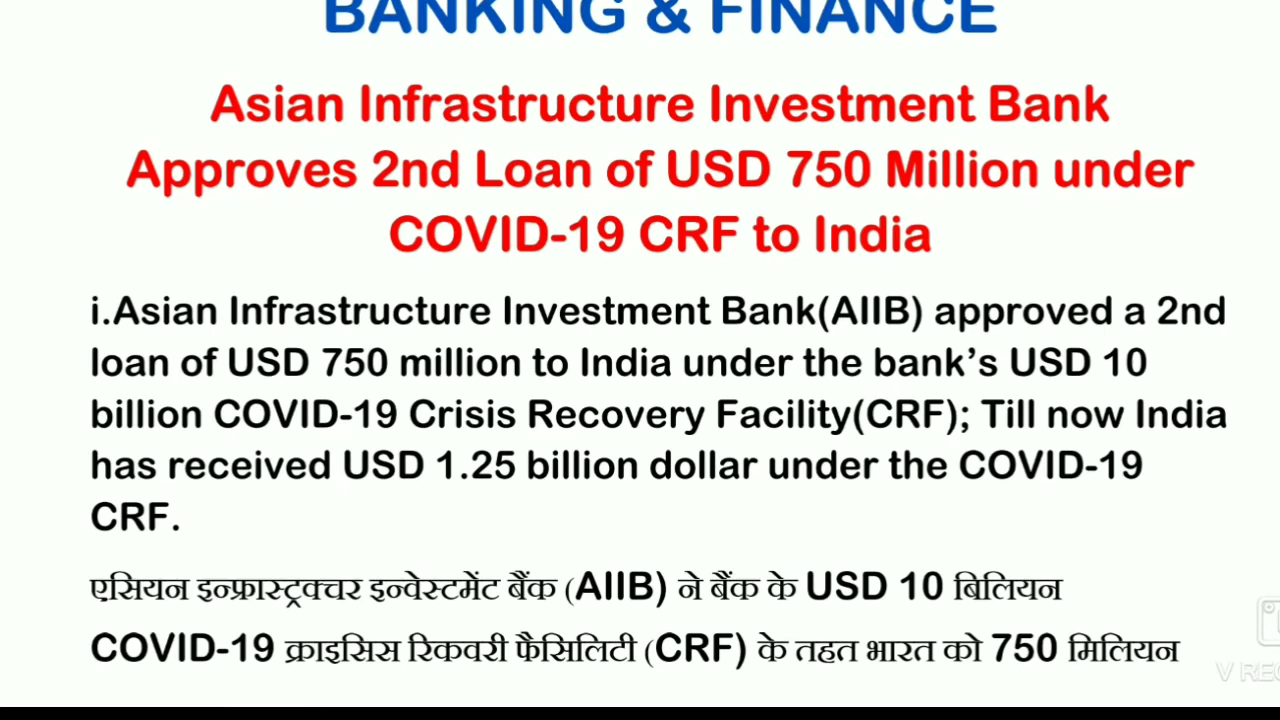 BANKING & FINANCE
Asian Infrastructure Investment Bank
Approves 2nd Loan of USD 750 Million under
COVID-19 CRF to India
i.Asian Infrastructure Investment Bank(AIIB) approved a 2nd
loan of USD 750 million to India under the bank’s USD 10
billion COVID-19 Crisis Recovery Facility(CRF); Till now India
has received USD 1.25 billion dollar under the COVID-19
CRF.
एसियन इन्फ्रास्ट्रक्चर इन्वेस्टमेंट बैंक (AIIB) ने बैंक के USD 10 बिलियन
COVID-19 क्राइसिस रिकवरी फैसिलिटी (CRF) के तहत भारत को 750 मिलियन
V REC